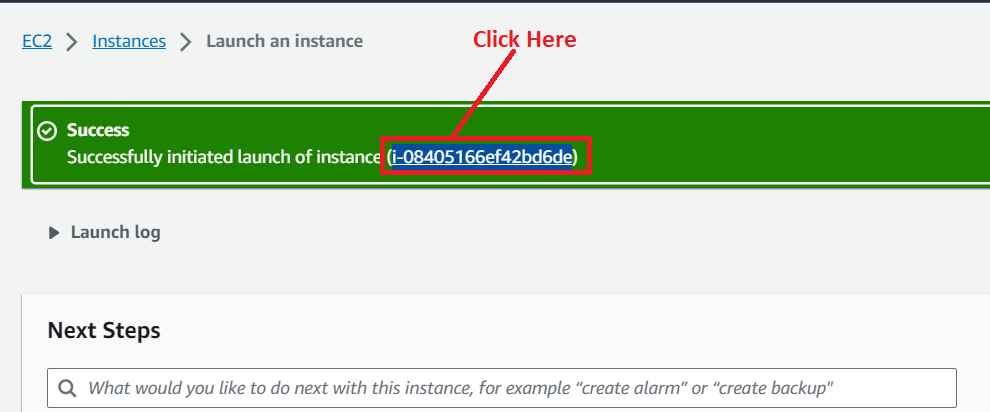 EC2 > Instances > Launch an instance
Click Here
Success
Successfully initiated launch of instance (i-08405166ef42bd6de)
Launch log
Next Steps
What would you like to do next with this instance, for example “create alarm” or “create backup"